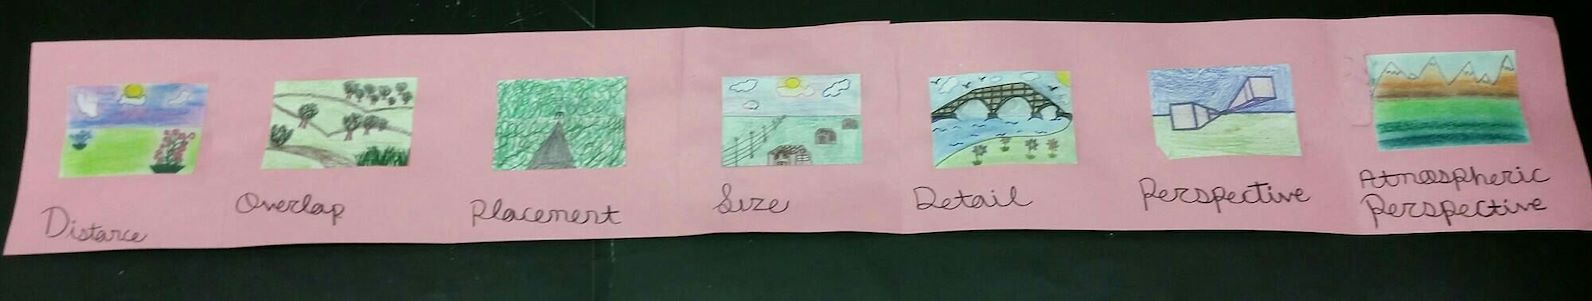 Distance
Overlap
Placement
Size
Detail
Perspective
Atmospheric
Perspective